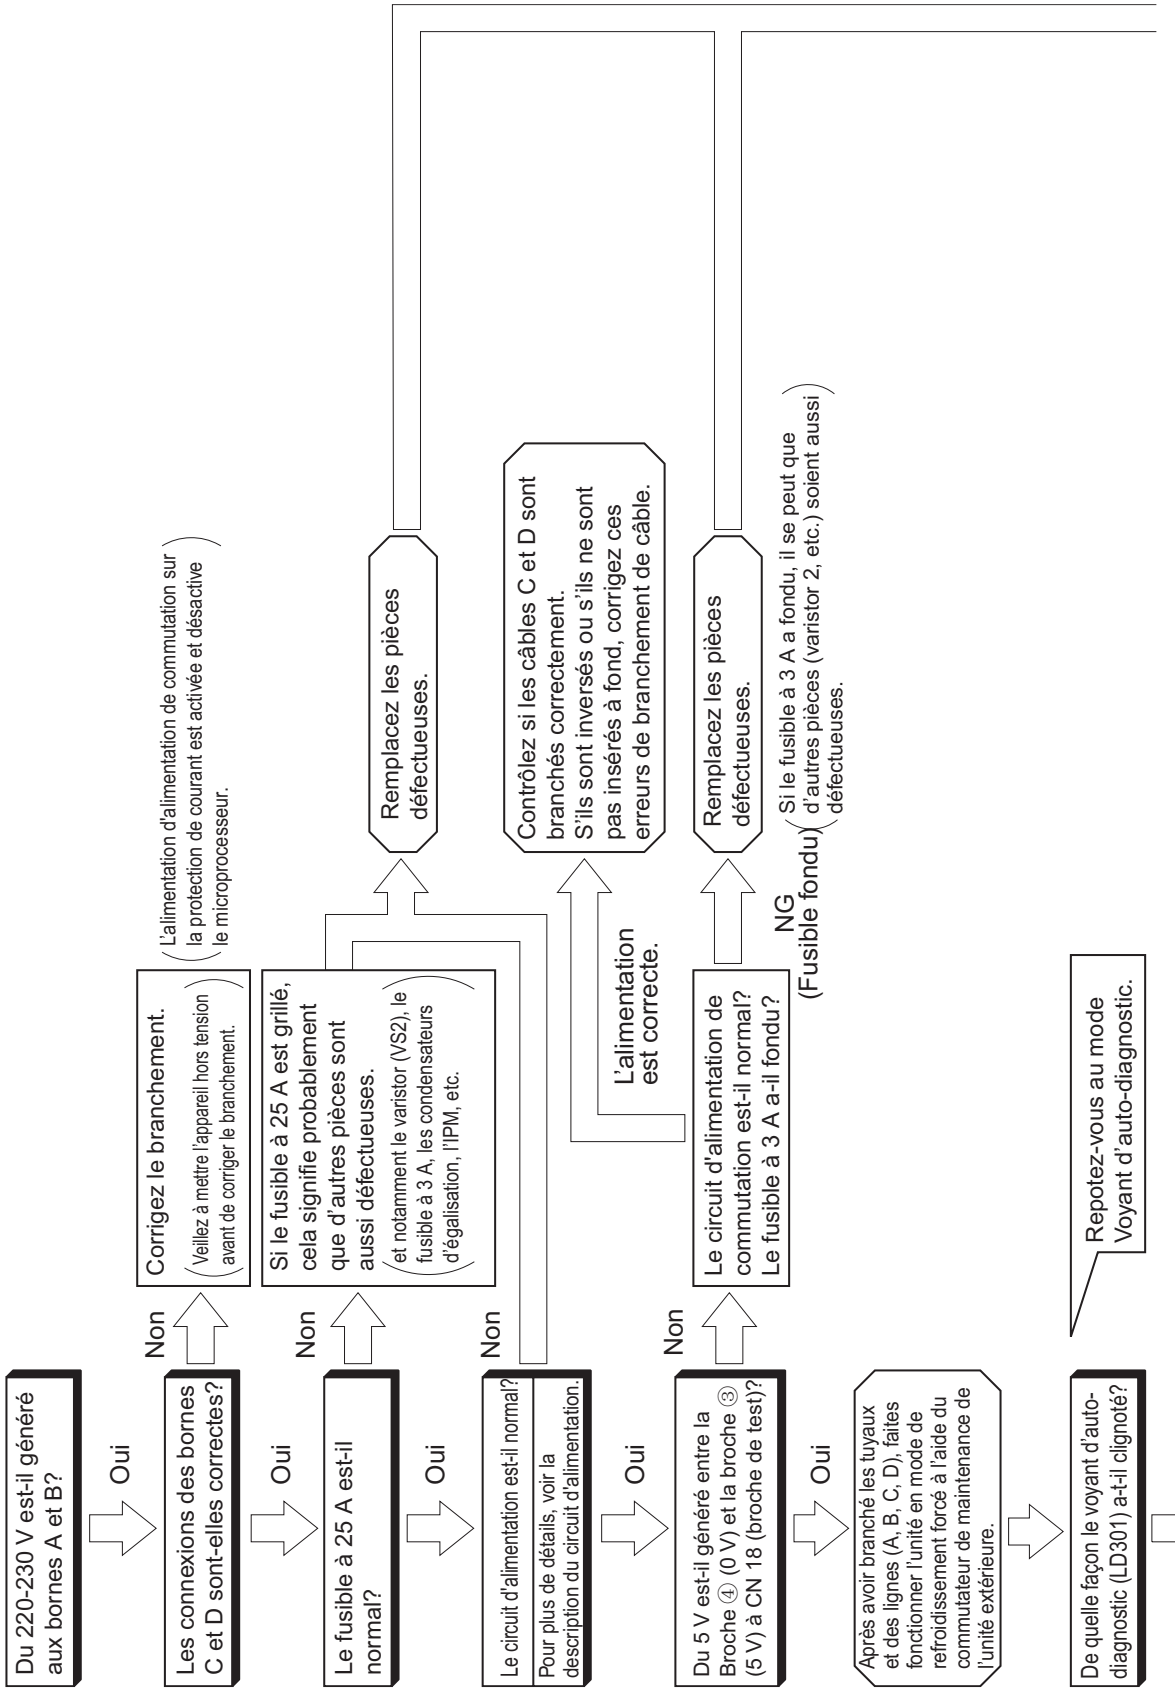 Du 220-230 V est-il généré
aux bornes A et B?
Oui
Les connexions des bornes
C et D sont-elles correctes?
Non
Corrigez le branchement.
Veillez à mettre l'appareil hors tension
avant de corriger le branchement.
L'alimentation d'alimentation de commutation sur
la protection de courant est activée et désactive
le microprocesseur.
Oui
Le fusible à 25 A est-il
normal?
Non
Si le fusible à 25 A est grillé,
cela signifie probablement
que d'autres pièces sont
aussi défectueuses.
et notamment le varistor (VS2), le
fusible à 3 A, les condensateurs
d'égalisation, l'IPM, etc.
Remplacez les pièces
défectueuses.
Oui
Le circuit d'alimentation est-il normal?
Pour plus de détails, voir la
description du circuit d'alimentation.
Non
Oui
Du 5 V est-il généré entre la
Broche ④ (0 V) et la broche ③
(5 V) à CN 18 (broche de test)?
Non
Le circuit d'alimentation de
commutation est-il normal?
Le fusible à 3 A a-il fondu?
L'alimentation
est correcte.
Contrôlez si les câbles C et D sont
branchés correctement.
S'ils sont inversés ou s'ils ne sont
pas insérés à fond, corrigez ces
erreurs de branchement de câble.
NG
(Fusible fondu)
Remplacez les pièces
défectueuses.
Si le fusible à 3 A a fondu, il se peut que
d'autres pièces (varistor 2, etc.) soient aussi
défectueuses.
Oui
Après avoir branché les tuyaux
et des lignes (A, B, C, D), faites
fonctionner l'unité en mode de
refroidissement forcé à l'aide du
commutateur de maintenance de
l'unité extérieure.
De quelle façon le voyant d'auto-
diagnostic (LD301) a-t-il clignoté?
Repotez-vous au mode
Voyant d'auto-diagnostic.